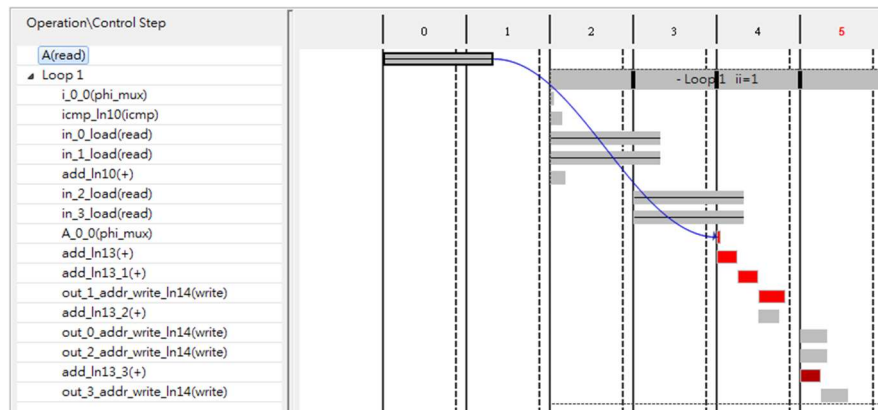 Operation\Control Step
0 1 2 3 4 5
A(read)
Loop 1
- Loop 1 ii=1
i_0_0(phi_mux)
icmp_ln10(icmp)
in_0_load(read)
in_1_load(read)
add_ln10(+)
in_2_load(read)
in_3_load(read)
A_0_0(phi_mux)
add_ln13(+)
add_ln13_1(+)
out_1_addr_write_ln14(write)
add_ln13_2(+)
out_0_addr_write_ln14(write)
out_2_addr_write_ln14(write)
add_ln13_3(+)
out_3_addr_write_ln14(write)